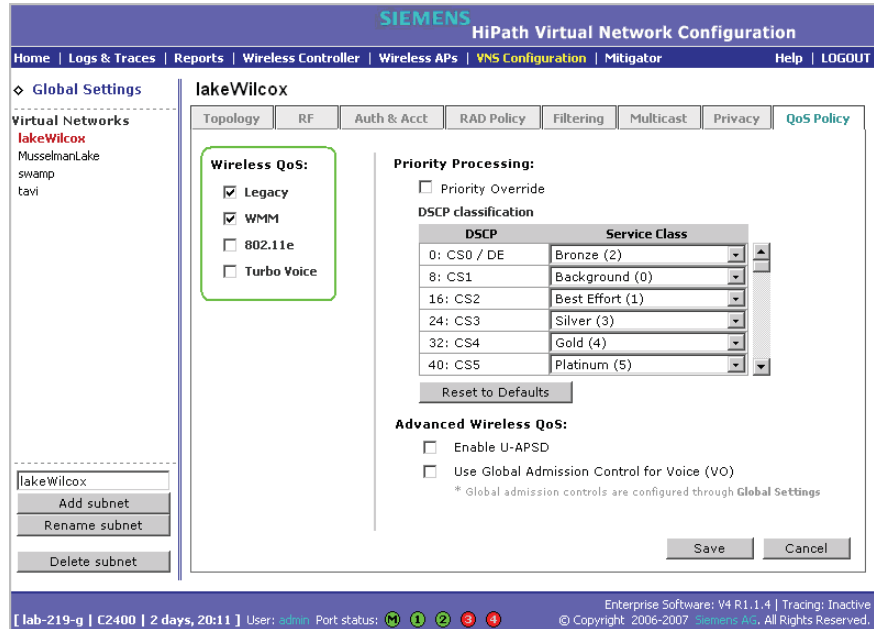 SIEMENS
HiPath Virtual Network Configuration
Home | Logs & Traces | Reports | Wireless Controller | Wireless APs | VNS Configuration | Mitigator Help | LOGOUT
Global Settings
Virtual Networks
lakeWilcox
MusselmanLake
swamp
tavi
lakeWilcox
Add subnet
Rename subnet
Delete subnet
lakeWilcox
Topology RF Auth & Acct RAD Policy Filtering Multicast Privacy QoS Policy
Wireless QoS:
Legacy
WMM
802.11e
Turbo Voice
Priority Processing:
Priority Override
DSCP classification
DSCP Service Class
0: CS0 / DE Bronze (2)
8: CS1 Background (0)
16: CS2 Best Effort (1)
24: CS3 Silver (3)
32: CS4 Gold (4)
40: CS5 Platinum (5)
Reset to Defaults
Advanced Wireless QoS:
Enable U-APSD
Use Global Admission Control for Voice (VO)
* Global admission controls are configured through Global Settings
Save Cancel
[ lab-219-g | C2400 | 2 days, 20:11 ] User: admin Port status: M 1 2 3 4
Enterprise Software: V4 R1.1.4 | Tracing: Inactive
© Copyright 2006-2007 Siemens AG. All Rights Reserved.